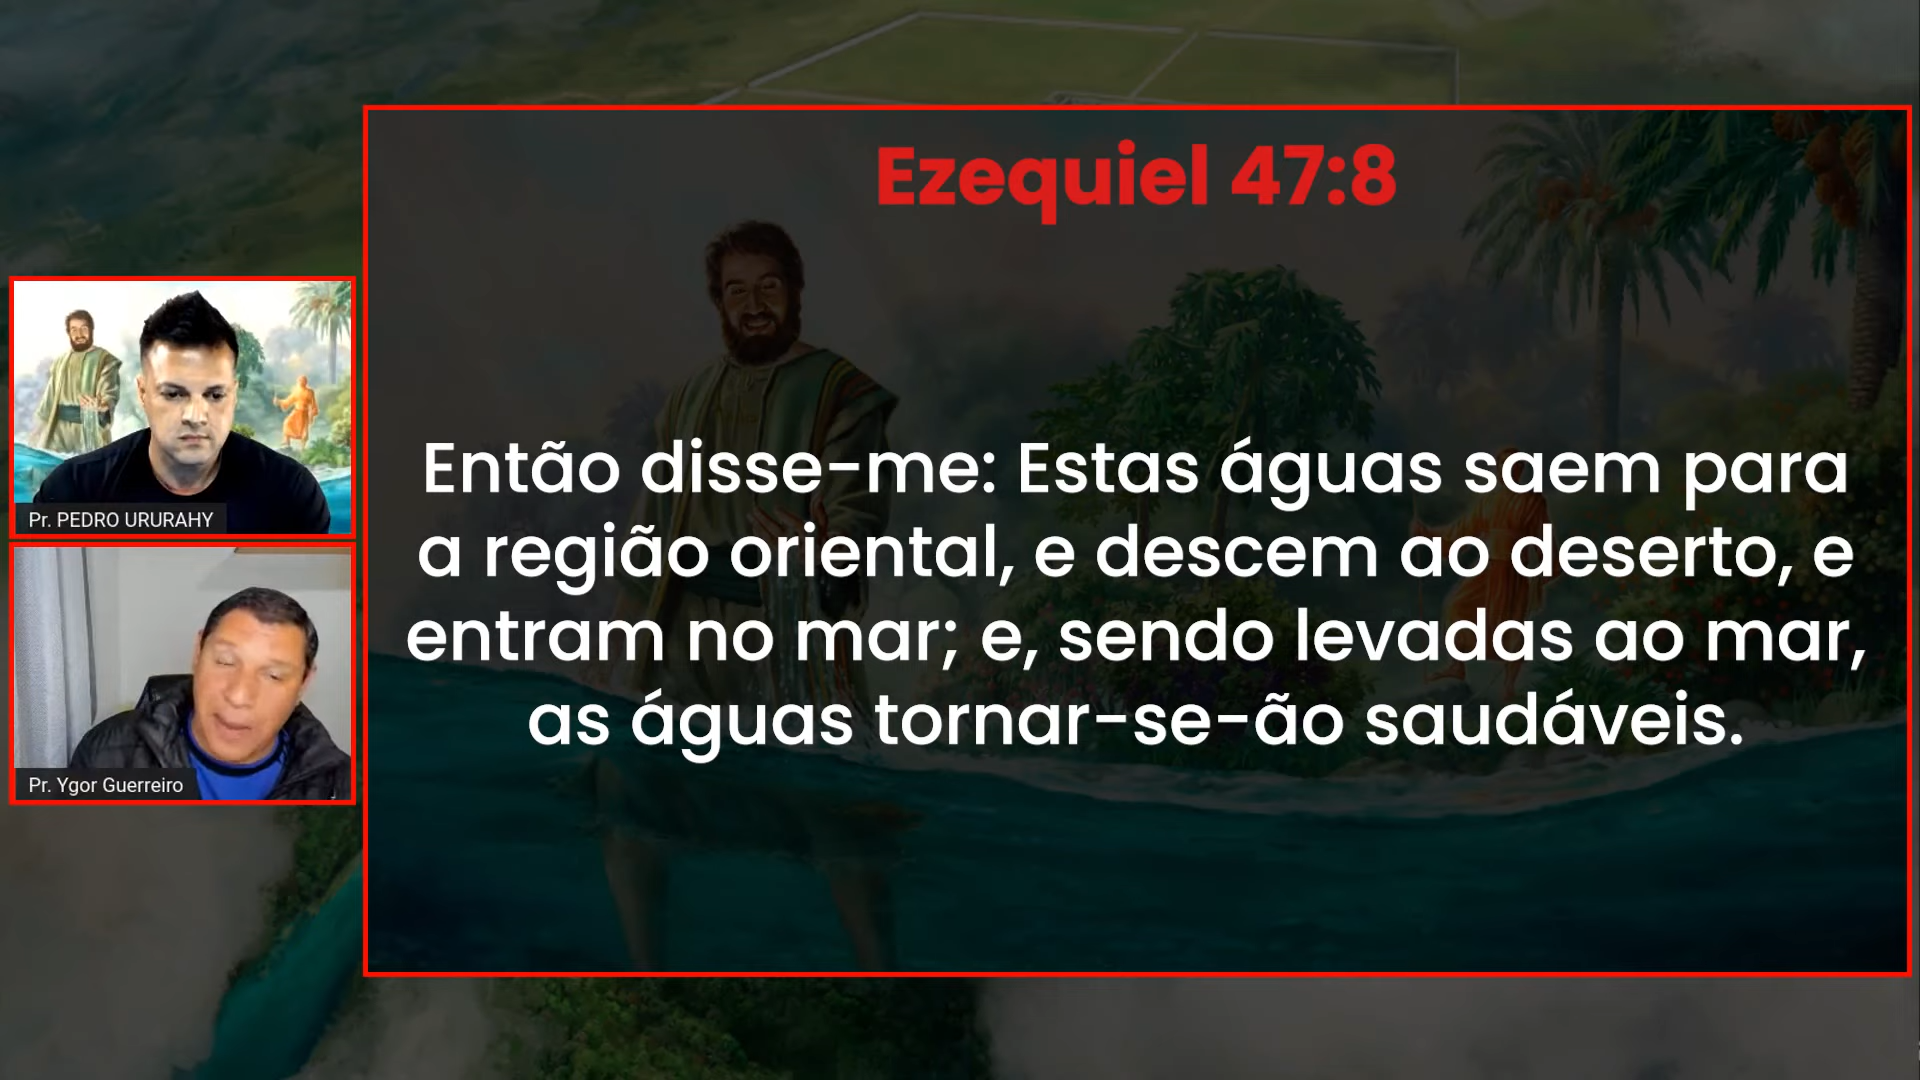 Ezequiel 47:8
Então disse-me: Estas águas saem para
a região oriental, e descem ao deserto, e
entram no mar; e, sendo levadas ao mar,
as águas tornar-se-ão saudáveis.
Pr. PEDRO URURAHY
Pr. Ygor Guerreiro